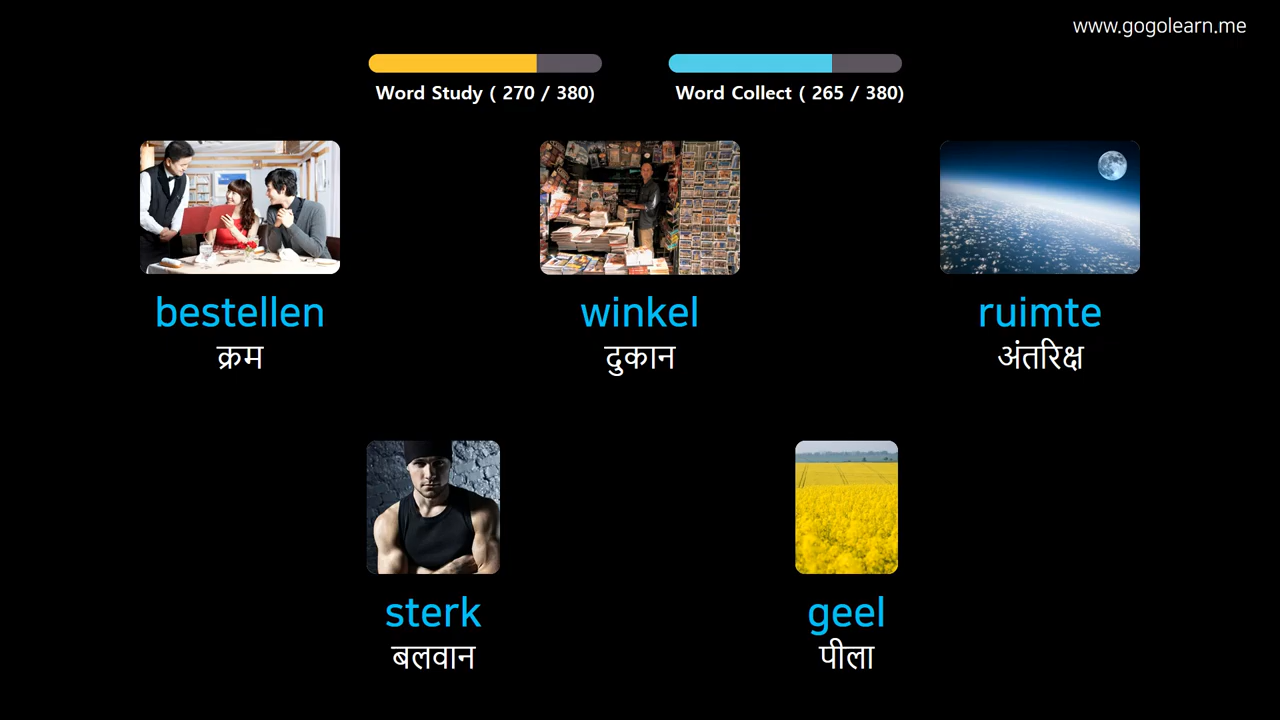 www.gogolearn.me
Word Study ( 270 / 380)
Word Collect ( 265 / 380)
bestellen
क्रम
winkel
दुकान
ruimte
अंतरिक्ष
sterk
बलवान
geel
पीला